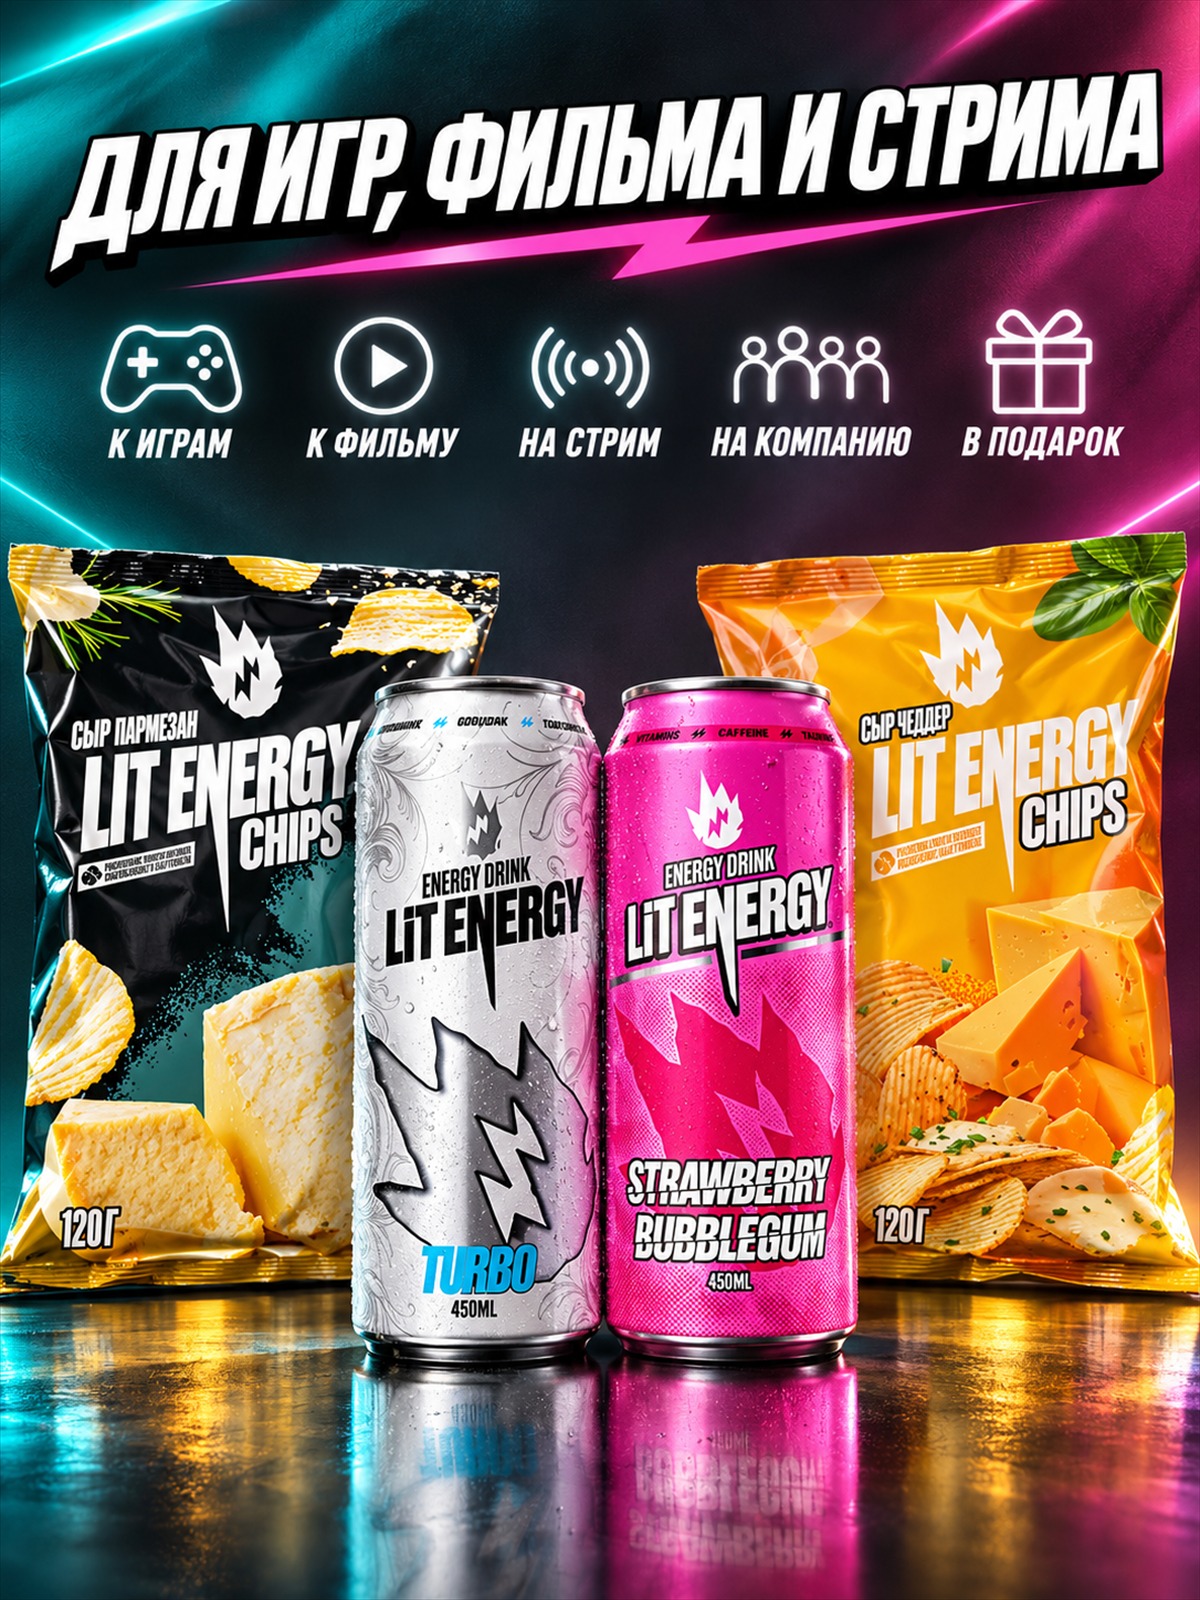 ДЛЯ ИГР, ФИЛЬМА И СТРИМА
К ИГРАМ
К ФИЛЬМУ
НА СТРИМ
НА КОМПАНИЮ
В ПОДАРОК
СЫР ПАРМЕЗАН
LIT ENERGY
CHIPS
120Г
ENERGY DRINK
LIT ENERGY
TURBO
450ML
VITAMINS CAFFEINE
ENERGY DRINK
LIT ENERGY
STRAWBERRY
BUBBLEGUM
450ML
СЫР ЧЕДДЕР
LIT ENERGY
CHIPS
120Г